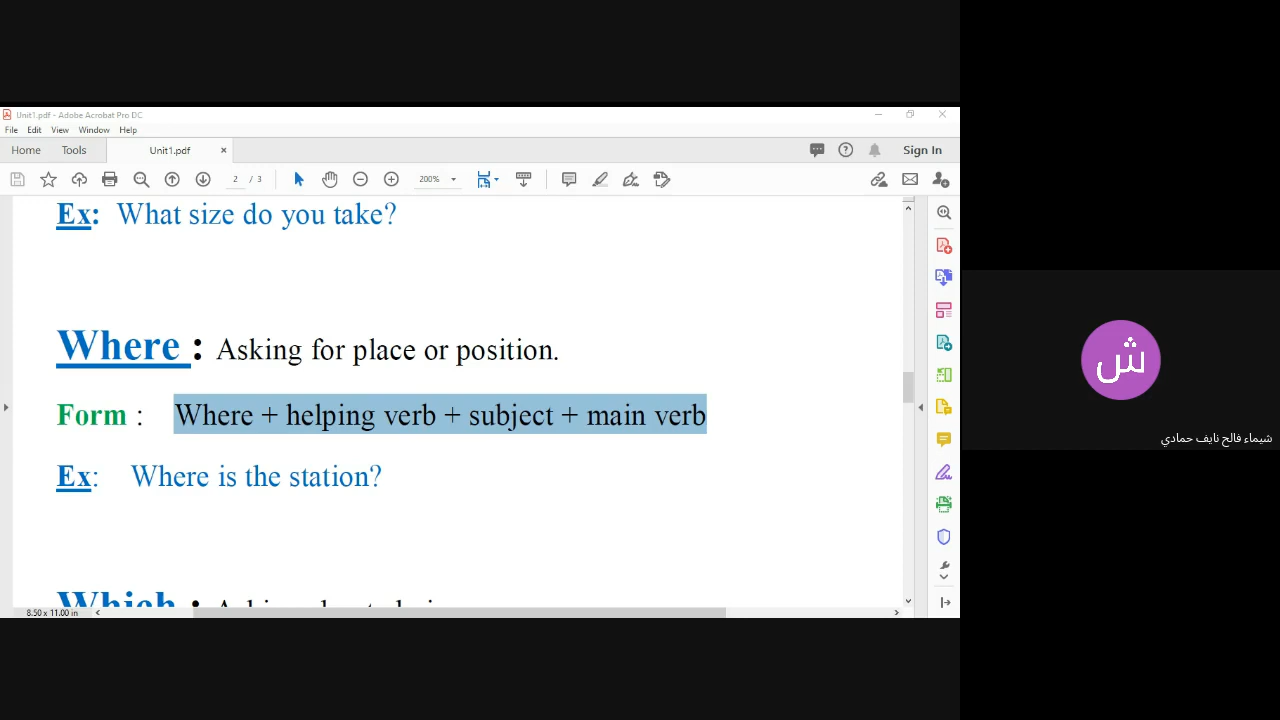 Unit1.pdf - Adobe Acrobat Pro DC
File Edit View Window Help
Home Tools Unit1.pdf × Sign In
2 / 3 200%
Ex: What size do you take?
Where : Asking for place or position.
Form : Where + helping verb + subject + main verb
Ex: Where is the station?
Which :
8.50 x 11.00 in
ش
شيماء فالح نايف حمادي